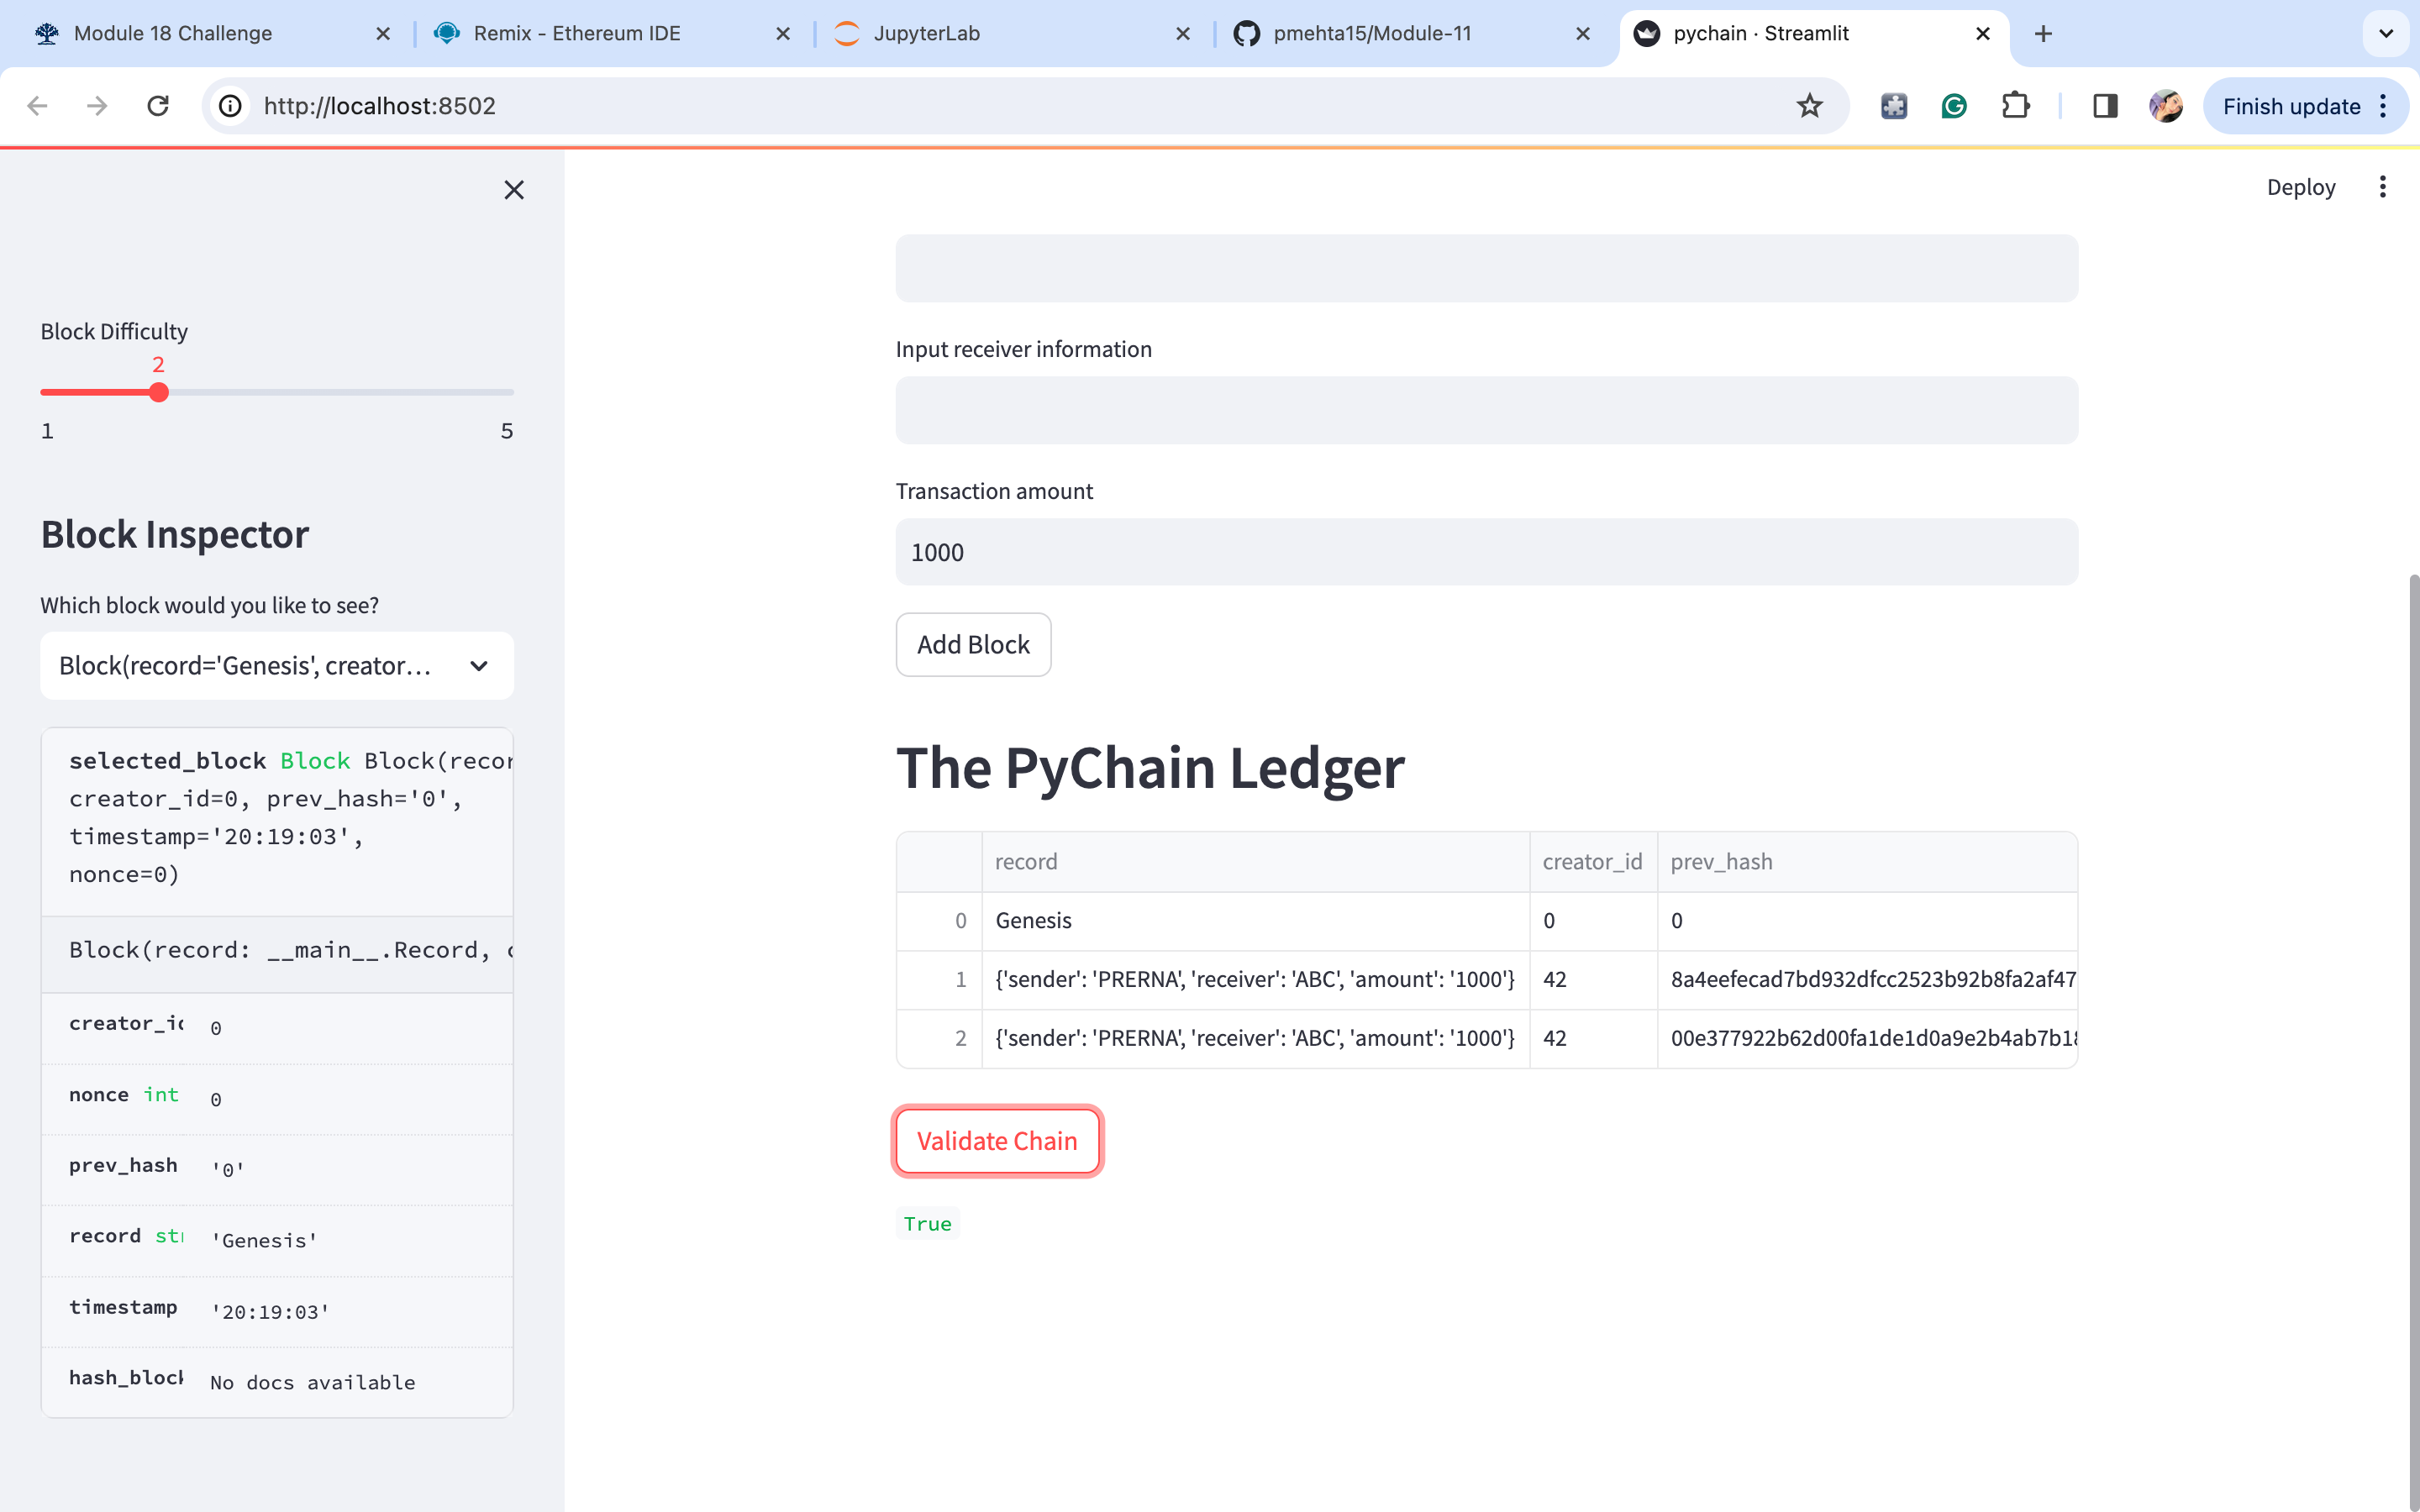 Module 18 Challenge
Remix - Ethereum IDE
JupyterLab
pmehta15/Module-11
pychain · Streamlit
http://localhost:8502
Finish update
Deploy
Block Difficulty
2
1
5
Block Inspector
Which block would you like to see?
Block(record='Genesis', creator…
selected_block Block Block(recor
creator_id=0, prev_hash='0',
timestamp='20:19:03',
nonce=0)
Block(record: __main__.Record, c
creator_id 0
nonce int 0
prev_hash '0'
record str 'Genesis'
timestamp '20:19:03'
hash_block No docs available
Input receiver information
Transaction amount
1000
Add Block
The PyChain Ledger
record creator_id prev_hash
0 Genesis 0 0
1 {'sender': 'PRERNA', 'receiver': 'ABC', 'amount': '1000'} 42 8a4eefecad7bd932dfcc2523b92b8fa2af47
2 {'sender': 'PRERNA', 'receiver': 'ABC', 'amount': '1000'} 42 00e377922b62d00fa1de1d0a9e2b4ab7b18
Validate Chain
True